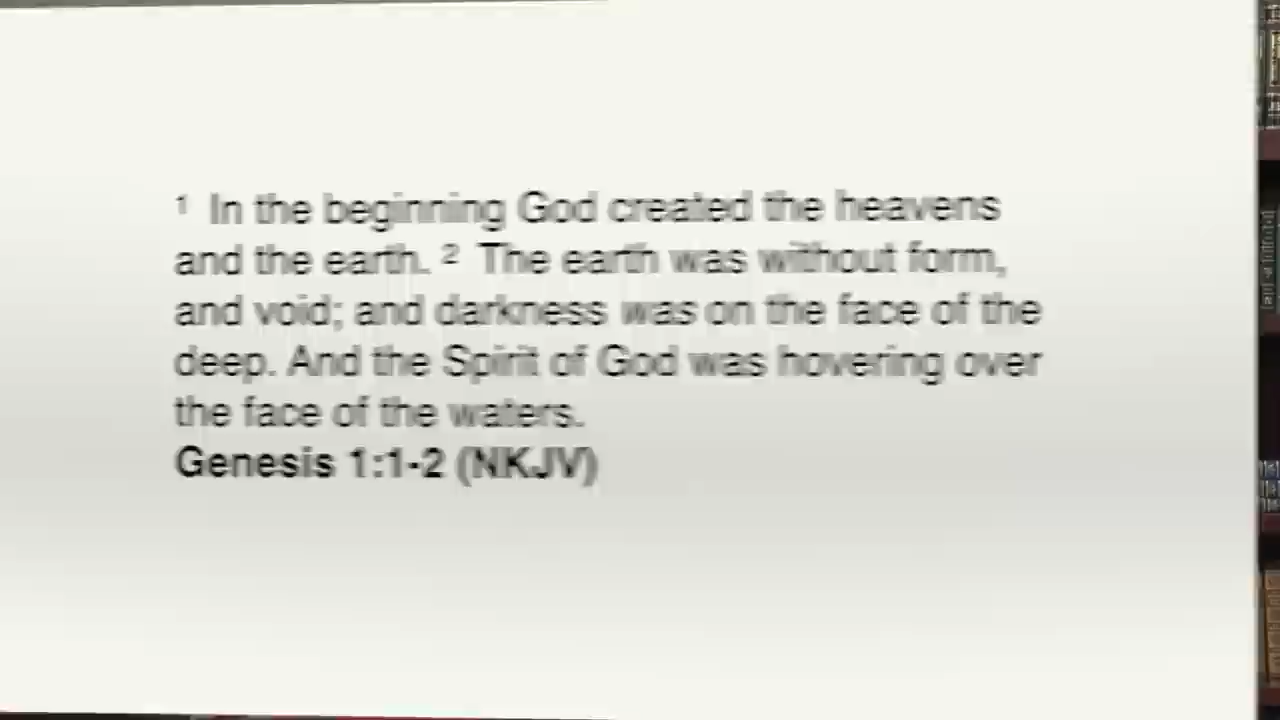 1 In the beginning God created the heavens
and the earth. 2 The earth was without form,
and void; and darkness was on the face of the
deep. And the Spirit of God was hovering over
the face of the waters.
Genesis 1:1-2 (NKJV)